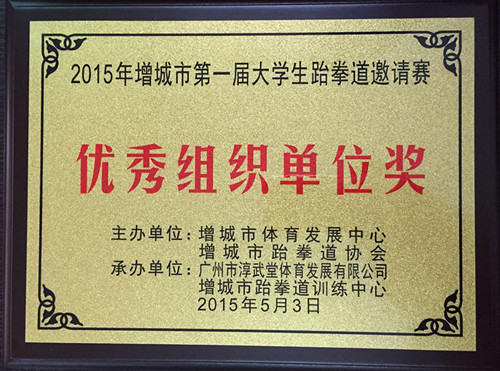 2015年增城市第一届大学生跆拳道邀请赛
优秀组织单位奖
主办单位：增城市体育发展中心
增城市跆拳道协会
承办单位：广州市淳武堂体育发展有限公司
增城市跆拳道训练中心
2015年5月3日